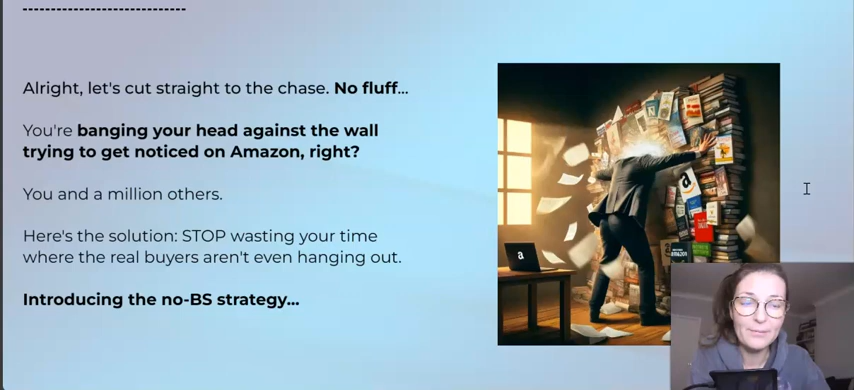 -----------------------------
Alright, let's cut straight to the chase. No fluff...
You're banging your head against the wall
trying to get noticed on Amazon, right?
You and a million others.
Here's the solution: STOP wasting your time
where the real buyers aren't even hanging out.
Introducing the no-BS strategy...
a
a
amazon